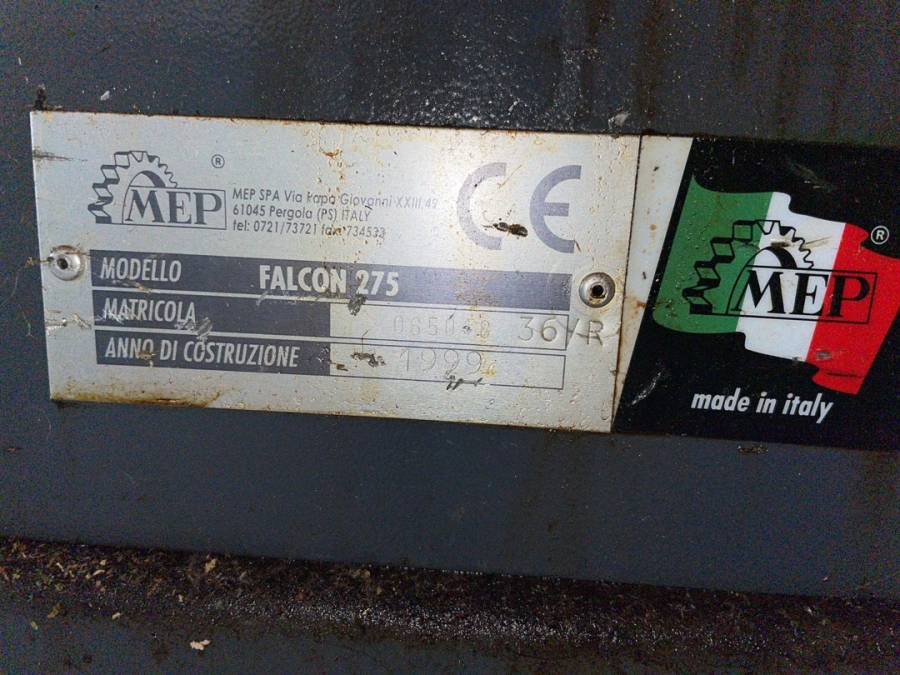 MEP ®
MEP SPA Via Papa Giovanni XXIII,49
61045 Pergola (PS) ITALY
tel: 0721/73721 fax: 734533
CE
MODELLO FALCON 275
MATRICOLA 36YR
ANNO DI COSTRUZIONE 1999
MEP ®
made in italy